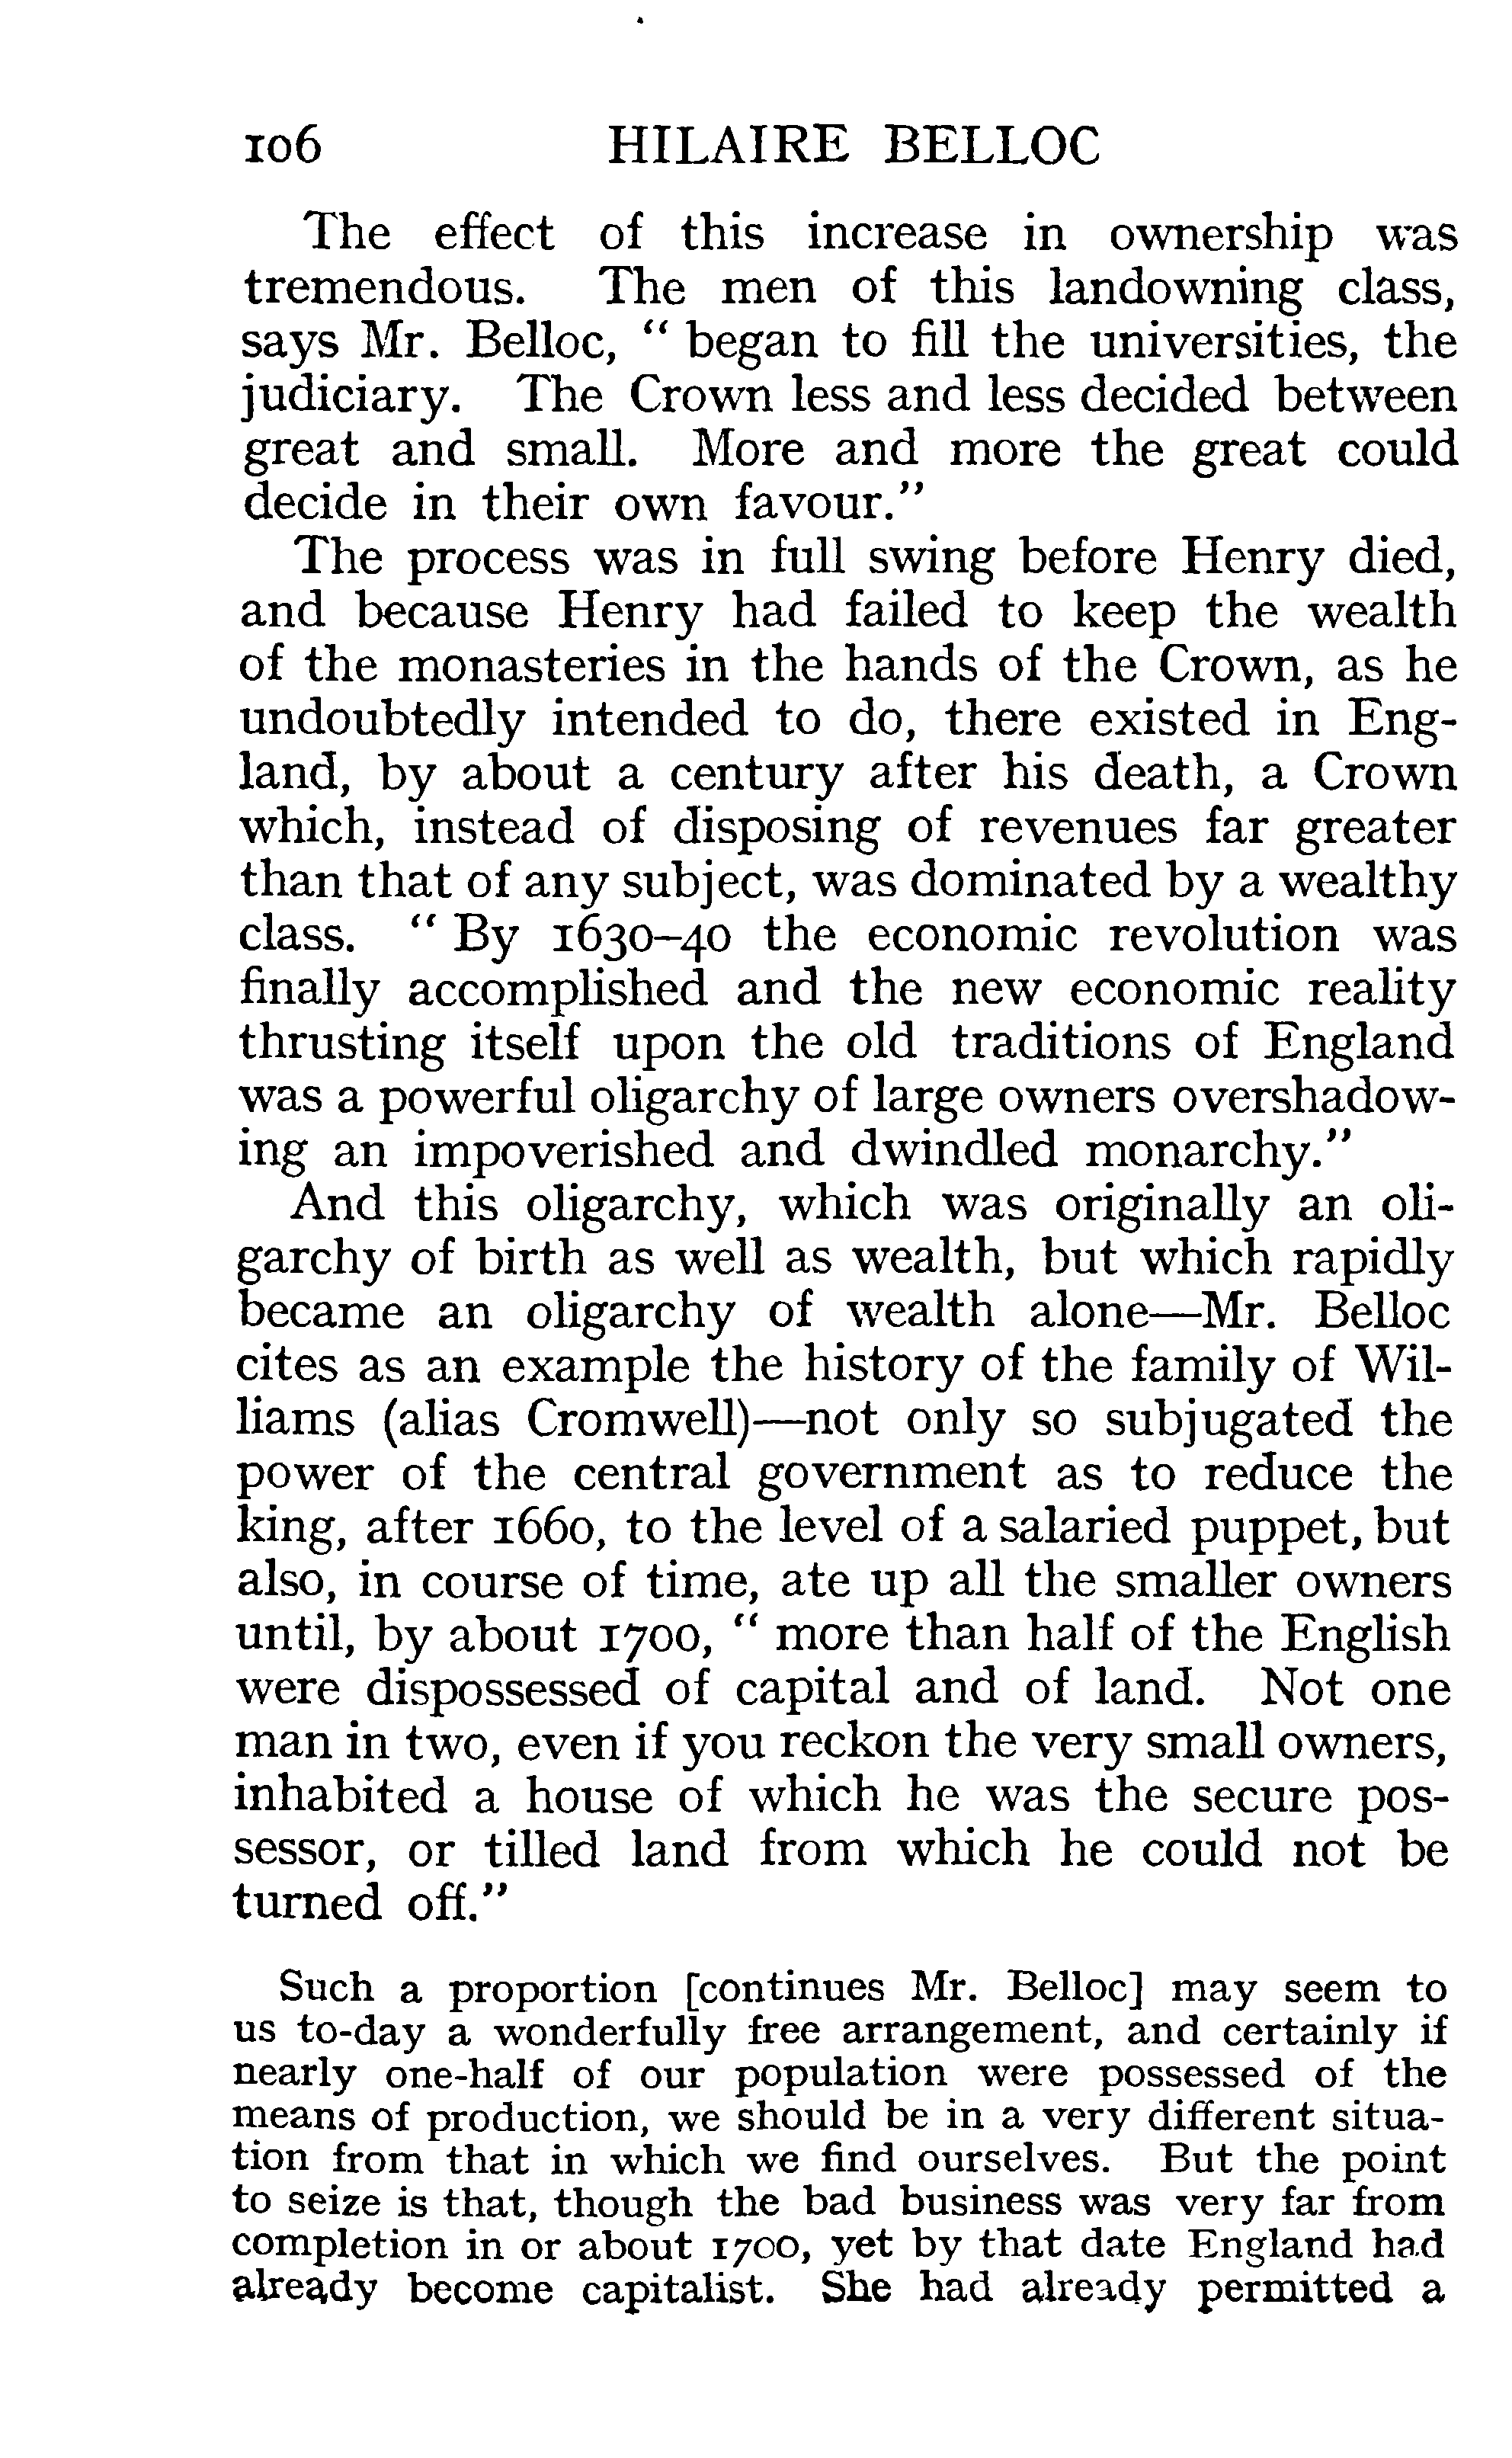 106 HILAIRE BELLOC
The effect of this increase in ownership was
tremendous. The men of this landowning class,
says Mr. Belloc, “ began to fill the universities, the
judiciary. The Crown less and less decided between
great and small. More and more the great could
decide in their own favour.”
The process was in full swing before Henry died,
and because Henry had failed to keep the wealth
of the monasteries in the hands of the Crown, as he
undoubtedly intended to do, there existed in Eng-
land, by about a century after his death, a Crown
which, instead of disposing of revenues far greater
than that of any subject, was dominated by a wealthy
class. “ By 1630–40 the economic revolution was
finally accomplished and the new economic reality
thrusting itself upon the old traditions of England
was a powerful oligarchy of large owners overshadow-
ing an impoverished and dwindled monarchy.”
And this oligarchy, which was originally an oli-
garchy of birth as well as wealth, but which rapidly
became an oligarchy of wealth alone—Mr. Belloc
cites as an example the history of the family of Wil-
liams (alias Cromwell)—not only so subjugated the
power of the central government as to reduce the
king, after 1660, to the level of a salaried puppet, but
also, in course of time, ate up all the smaller owners
until, by about 1700, “ more than half of the English
were dispossessed of capital and of land. Not one
man in two, even if you reckon the very small owners,
inhabited a house of which he was the secure pos-
sessor, or tilled land from which he could not be
turned off.”
Such a proportion [continues Mr. Belloc] may seem to
us to-day a wonderfully free arrangement, and certainly if
nearly one-half of our population were possessed of the
means of production, we should be in a very different situa-
tion from that in which we find ourselves. But the point
to seize is that, though the bad business was very far from
completion in or about 1700, yet by that date England had
already become capitalist. She had already permitted a